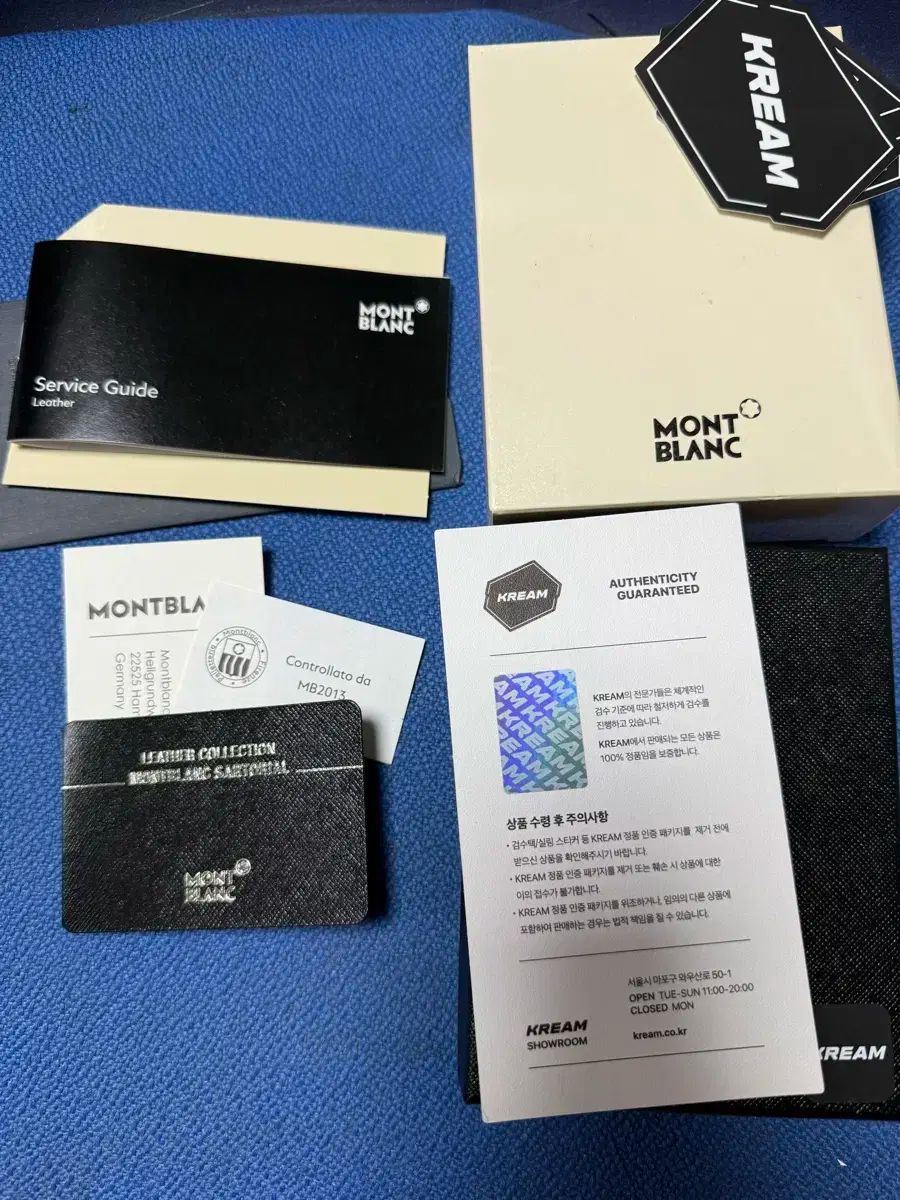 KREAM
MONT
BLANC
Service Guide
Leather
MONT
BLANC
MONTBLA
Montblanc
Hellgrundw
22525 Ham
Germany
Montblanc
Firenze
Pelletteria
Controllato da
MB2013
LEATHER COLLECTION
MONTBLANC SARTORIAL
MONT
BLANC
KREAM
AUTHENTICITY
GUARANTEED
KREAM의 전문가들은 체계적인
검수 기준에 따라 철저하게 검수를
진행하고 있습니다.
KREAM에서 판매되는 모든 상품은
100% 정품임을 보증합니다.
상품 수령 후 주의사항
• 검수택/실링 스티커 등 KREAM 정품 인증 패키지를 제거 전에
받으신 상품을 확인해주시기 바랍니다.
• KREAM 정품 인증 패키지를 제거 또는 훼손 시 상품에 대한
이의 접수가 불가합니다.
• KREAM 정품 인증 패키지를 위조하거나, 임의의 다른 상품에
포함하여 판매하는 경우는 법적 책임을 질 수 있습니다.
KREAM
SHOWROOM
서울시 마포구 와우산로 50-1
OPEN TUE-SUN 11:00-20:00
CLOSED MON
kream.co.kr
KREAM